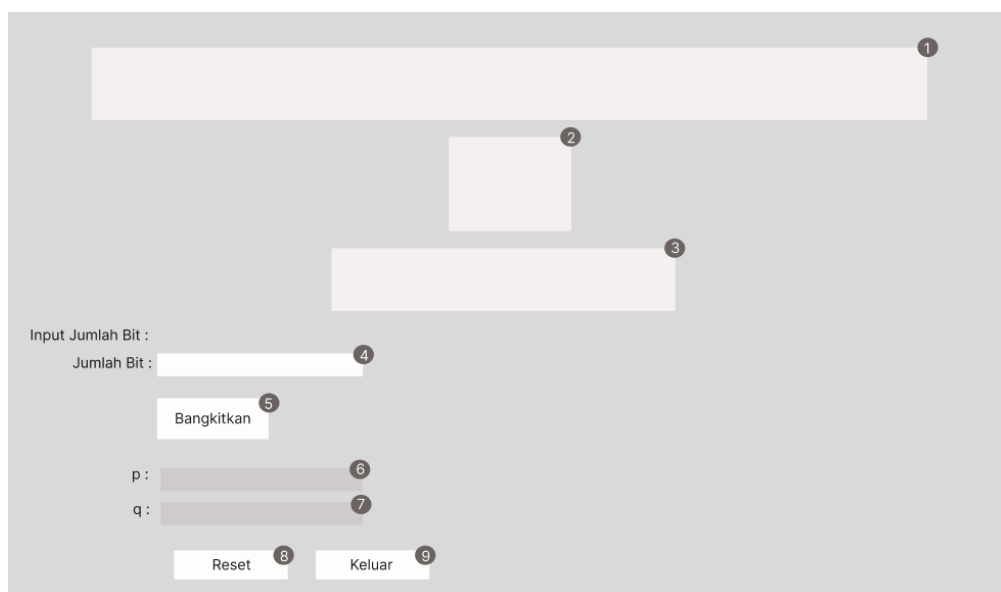 1
2
3
Input Jumlah Bit :
Jumlah Bit : 4
Bangkitkan 5
p : 6
q : 7
Reset 8 Keluar 9